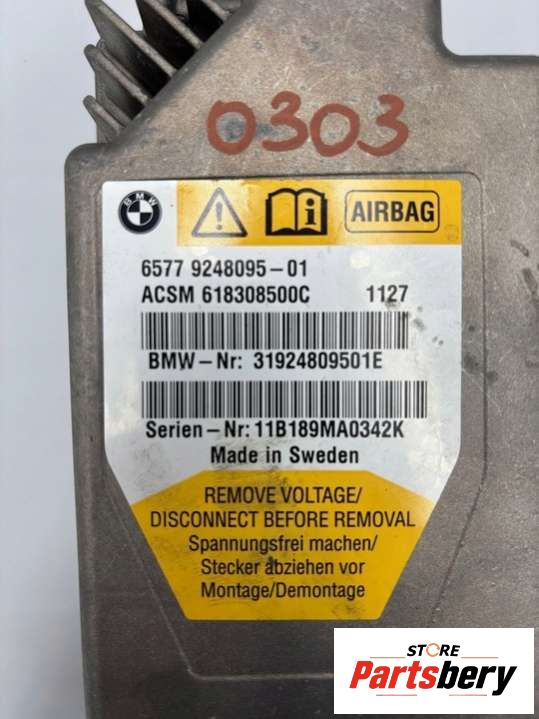 0303
BMW
AIRBAG
6577 9248095-01
ACSM 618308500C 1127
BMW-Nr: 31924809501E
Serien-Nr:11B189MA0342K
Made in Sweden
REMOVE VOLTAGE/
DISCONNECT BEFORE REMOVAL
Spannungsfrei machen/
Stecker abziehen vor
Montage/Demontage
STORE
Partsbery